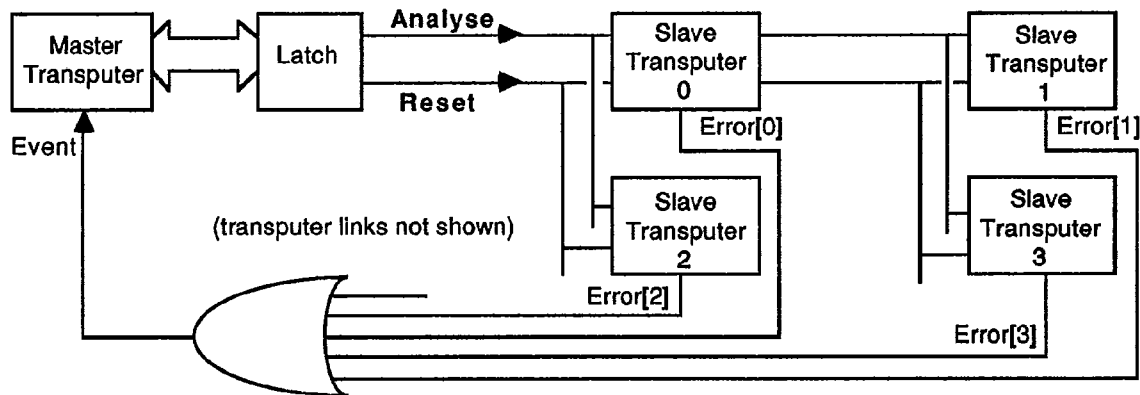 Analyse
Master
Transputer
Latch
Slave
Transputer
0
Slave
Transputer
1
Reset
Error[0]
Error[1]
Event
Slave
Transputer
2
Slave
Transputer
3
(transputer links not shown)
Error[2]
Error[3]